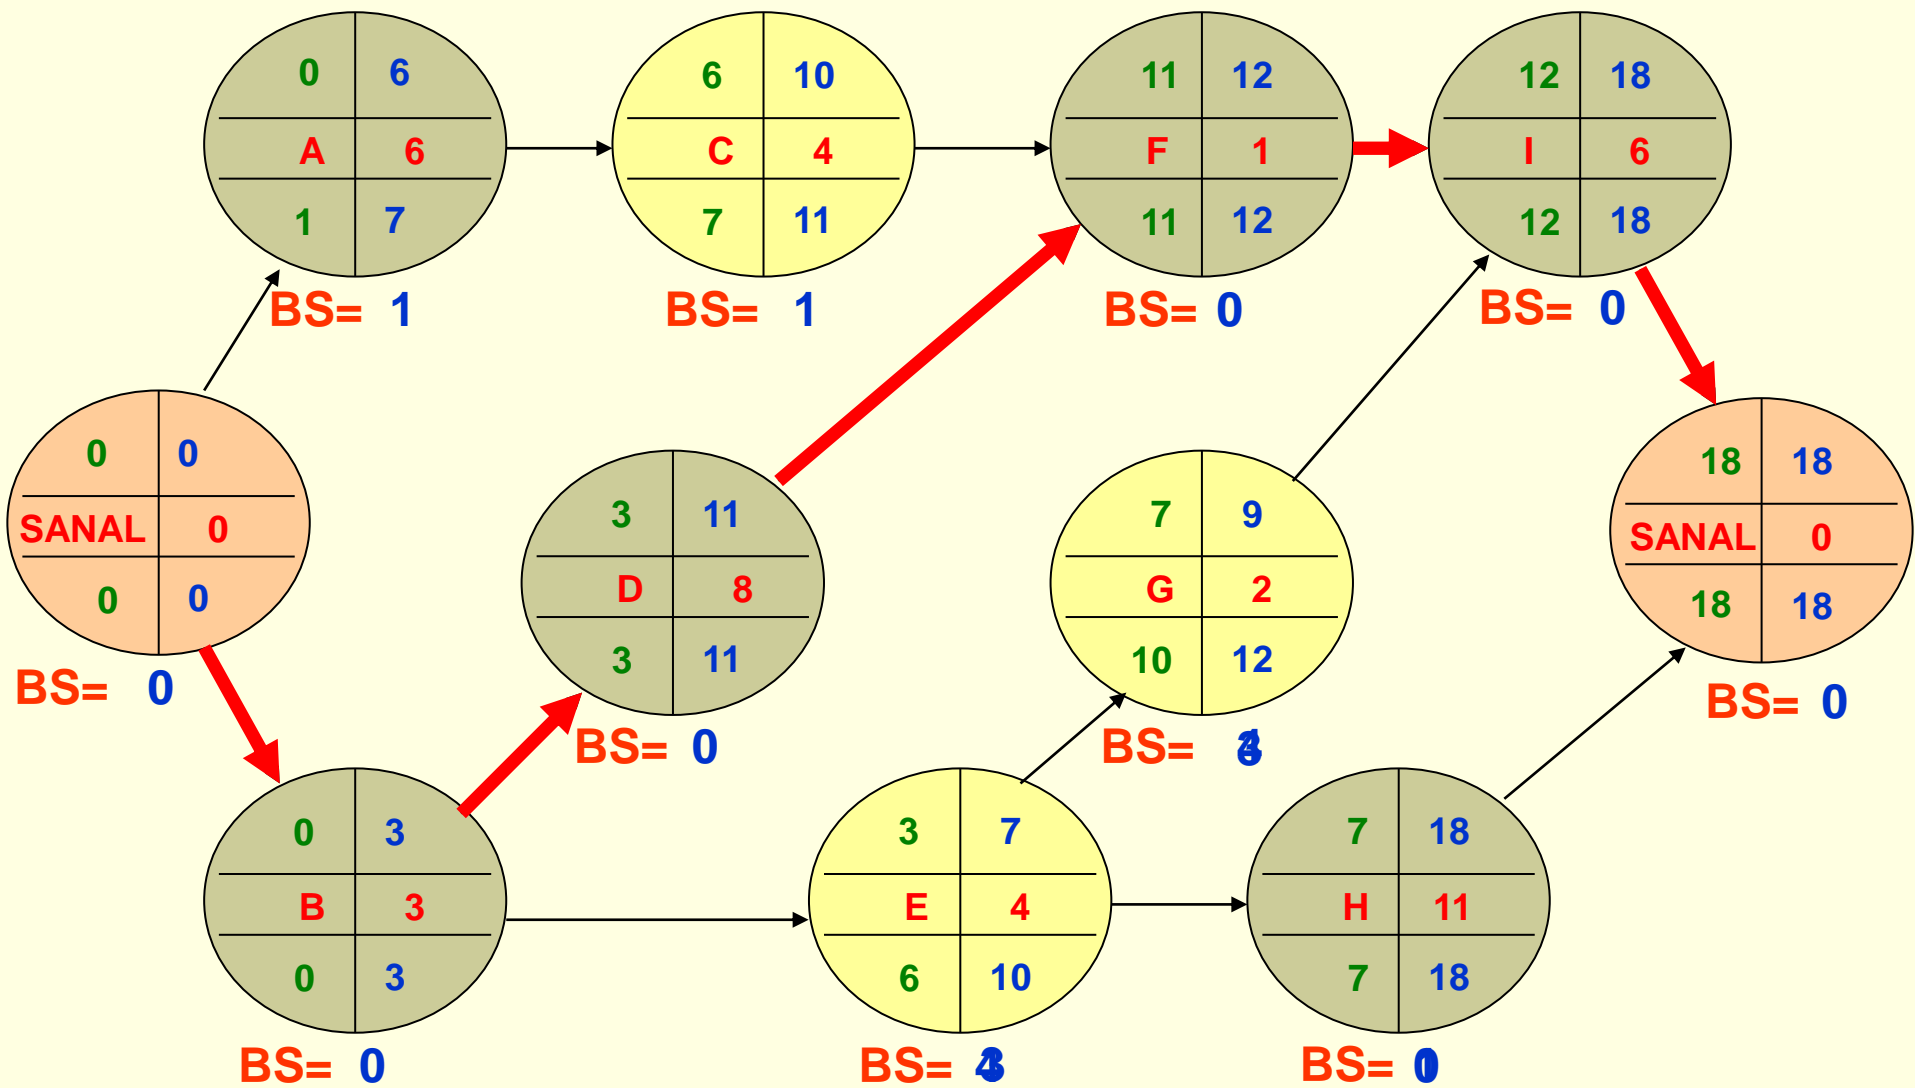 0 6
A 6
1 7
BS= 1
6 10
C 4
7 11
BS= 1
11 12
F 1
11 12
BS= 0
12 18
I 6
12 18
BS= 0
0 0
SANAL 0
0 0
BS= 0
3 11
D 8
3 11
BS= 0
7 9
G 2
10 12
BS=
18 18
SANAL 0
18 18
BS= 0
0 3
B 3
0 3
BS= 0
3 7
E 4
6 10
BS=
7 18
H 11
7 18
BS=